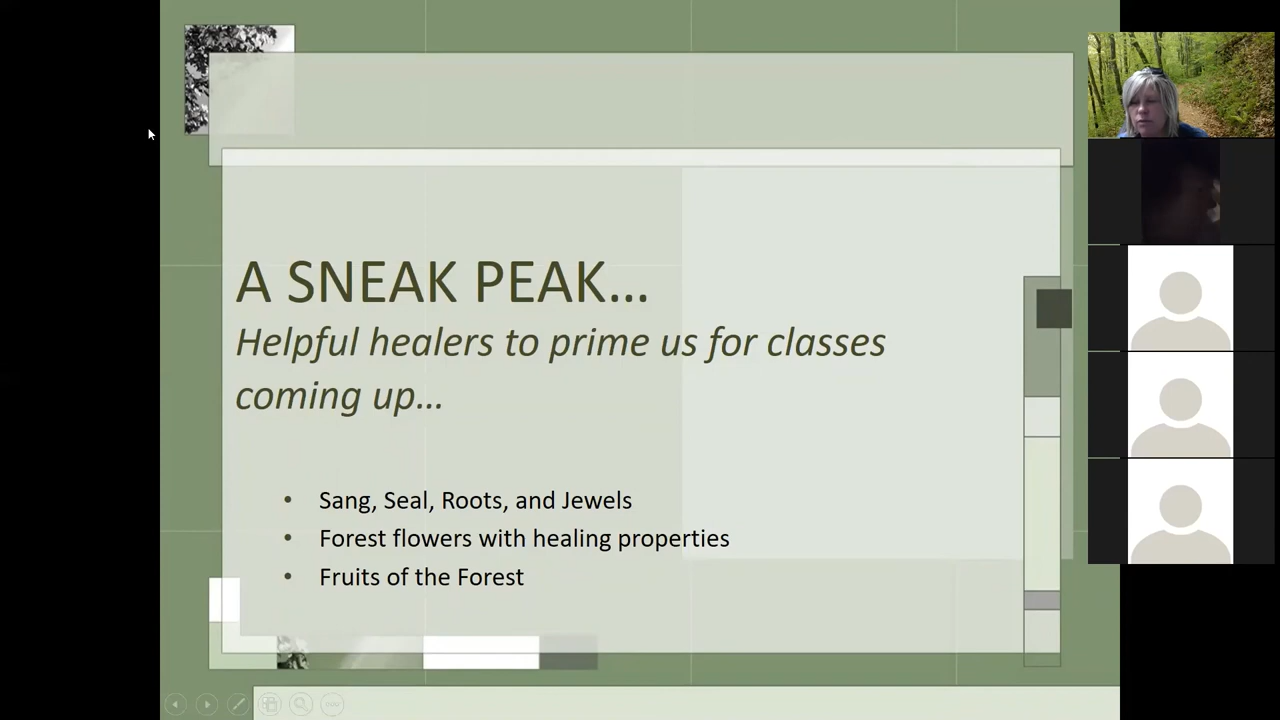 A SNEAK PEAK...
Helpful healers to prime us for classes
coming up...
• Sang, Seal, Roots, and Jewels
• Forest flowers with healing properties
• Fruits of the Forest